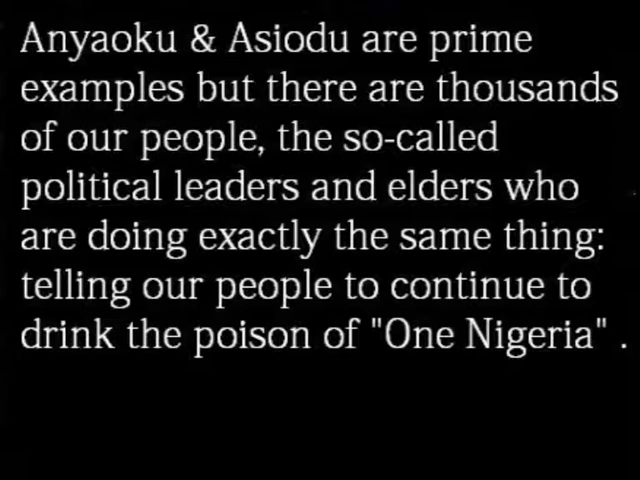 Anyaoku & Asiodu are prime
examples but there are thousands
of our people, the so-called
political leaders and elders who
are doing exactly the same thing:
telling our people to continue to
drink the poison of "One Nigeria" .